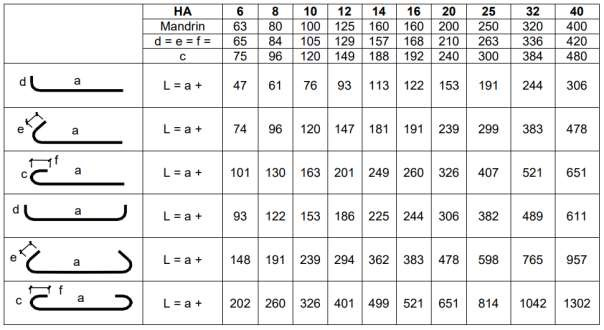 HA 6 8 10 12 14 16 20 25 32 40
Mandrin 63 80 100 125 160 160 200 250 320 400
d = e = f = 65 84 105 129 157 168 210 263 336 420
c 75 96 120 149 188 192 240 300 384 480
d a L = a + 47 61 76 93 113 122 153 191 244 306
e a L = a + 74 96 120 147 181 191 239 299 383 478
f
c a L = a + 101 130 163 201 249 260 326 407 521 651
d a L = a + 93 122 153 186 225 244 306 382 489 611
e a L = a + 148 191 239 294 362 383 478 598 765 957
f
c a L = a + 202 260 326 401 499 521 651 814 1042 1302